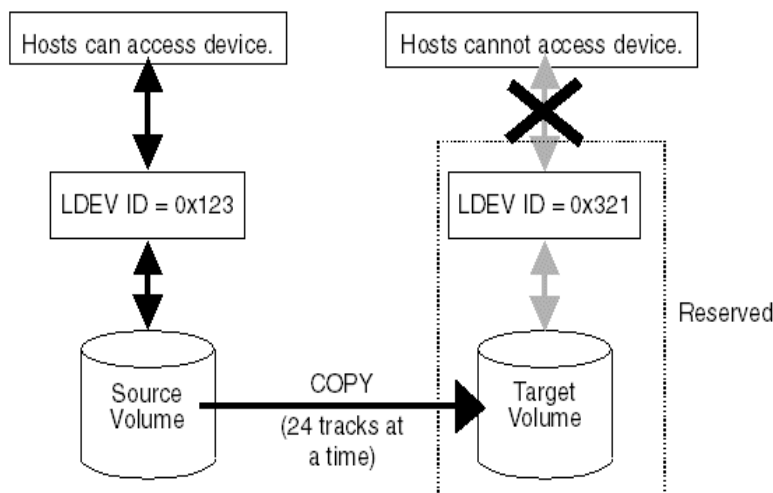 Hosts can access device.
Hosts cannot access device.
LDEV ID = 0x123
LDEV ID = 0x321
Reserved
Source
Volume
COPY
(24 tracks at
a time)
Target
Volume